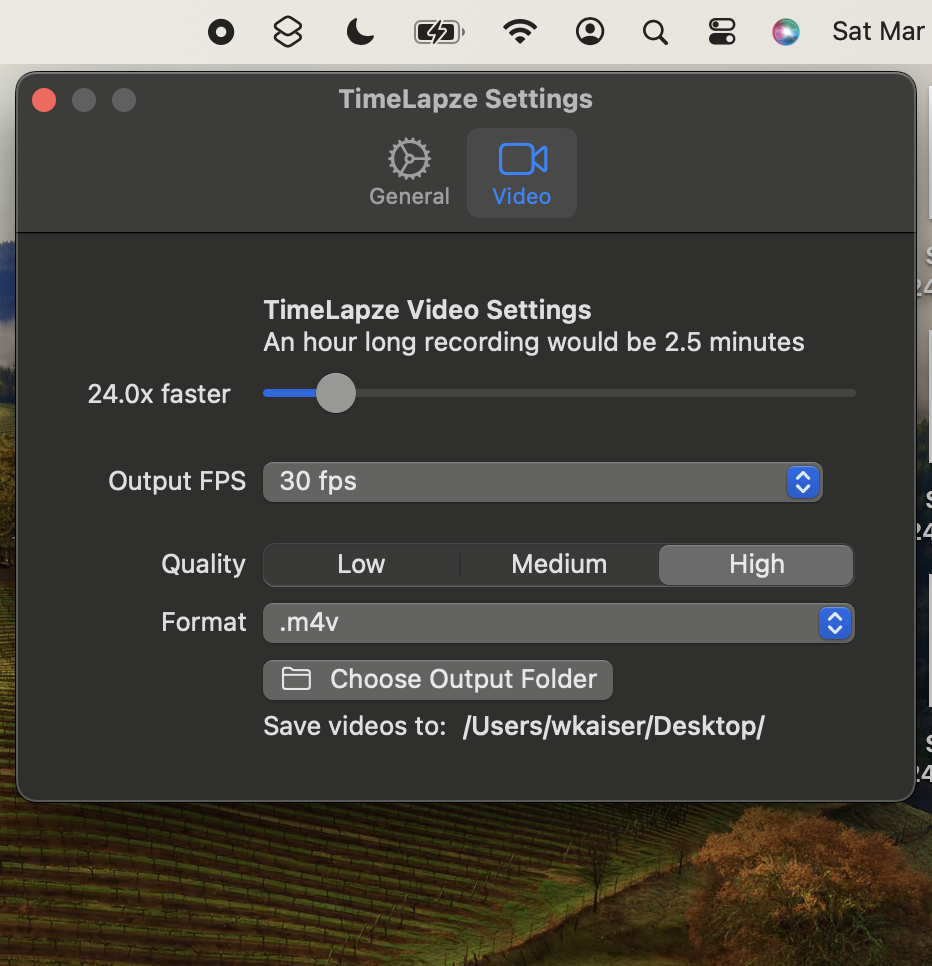 Sat Mar
TimeLapze Settings
General
Video
TimeLapze Video Settings
An hour long recording would be 2.5 minutes
24.0x faster
Output FPS
30 fps
Quality
Low
Medium
High
Format
.m4v
Choose Output Folder
Save videos to: /Users/wkaiser/Desktop/